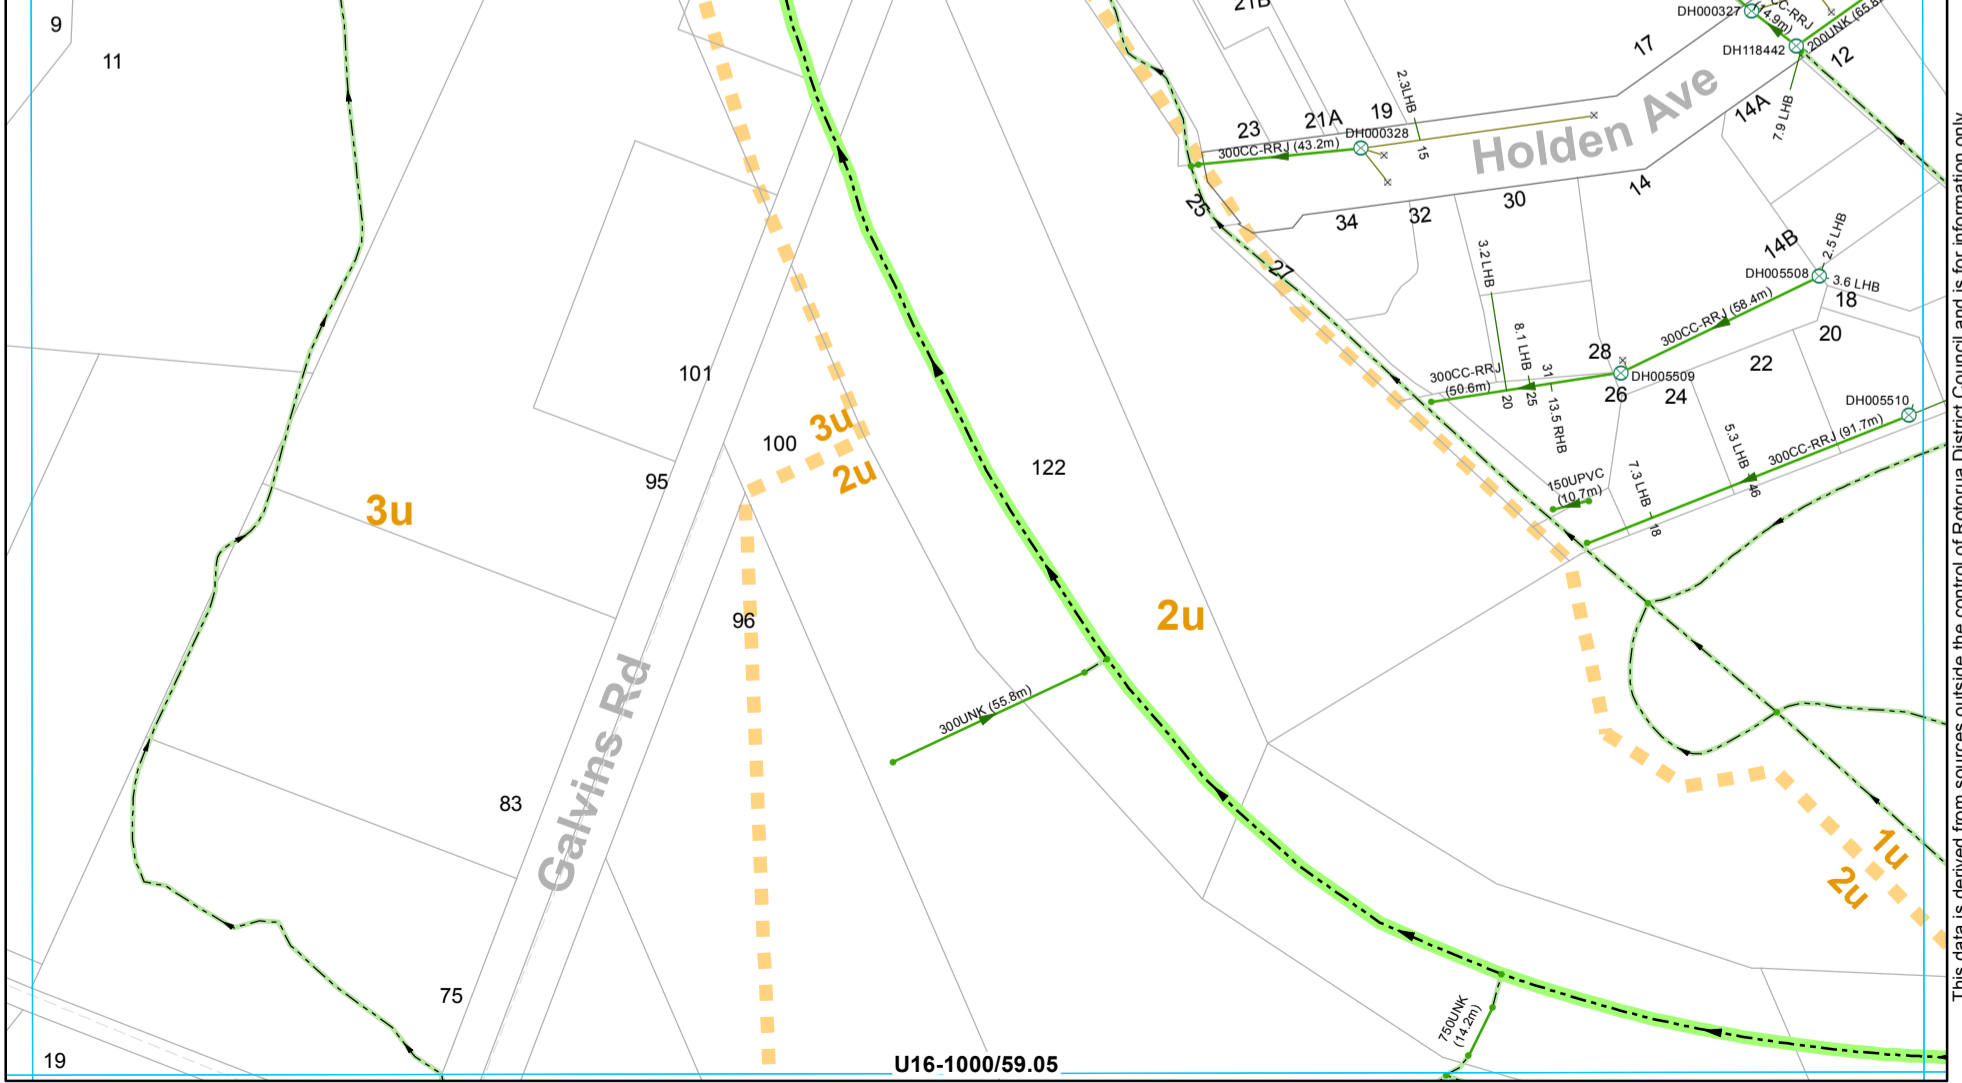 9
11
21B
17
DH000327
CC-RRJ
(14.9m)
200UNK (65.8
DH118442
12
14A
7.9 LHB
2.3LHB
19
21A
23
DH000328
300CC-RRJ (43.2m)
15
Holden Ave
14
30
32
34
25
27
14B
2.5 LHB
DH005508
3.6 LHB
18
20
22
3.2 LHB
300CC-RRJ (58.4m)
8.1 LHB
31
28
DH005509
26
24
300CC-RRJ
(50.6m)
20
25
13.5 RHB
DH005510
300CC-RRJ (91.7m)
5.3 LHB
46
7.3 LHB
18
150UPVC
(10.7m)
101
3u
100
2u
95
122
3u
96
2u
300UNK (55.8m)
Galvins Rd
83
1u
2u
75
750UNK
(14.2m)
19
U16-1000/59.05
This data is derived from sources outside the control of Rotorua District Council and is for information only